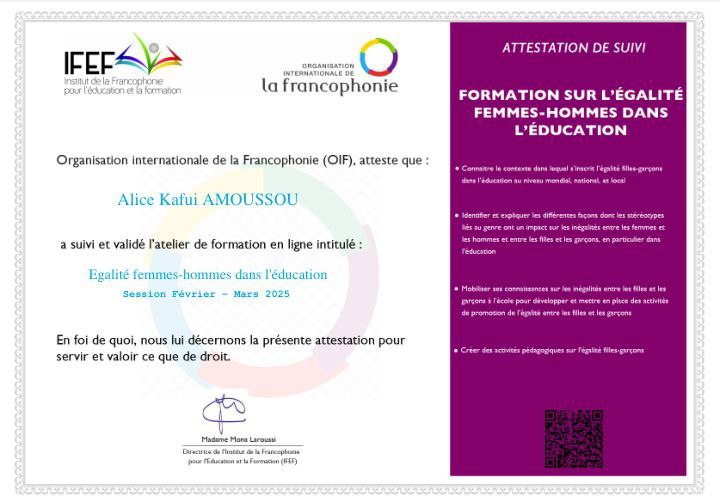 IFEF
Institut de la Francophonie
pour l'éducation et la formation
ORGANISATION
INTERNATIONALE DE
la francophonie
Organisation internationale de la Francophonie (OIF), atteste que :
Alice Kafui AMOUSSOU
a suivi et validé l'atelier de formation en ligne intitulé :
Egalité femmes-hommes dans l'éducation
Session Février - Mars 2025
En foi de quoi, nous lui décernons la présente attestation pour
servir et valoir ce que de droit.
Madame Mona Laroussi
Directrice de l'Institut de la Francophonie
pour l'Education et la Formation (IFEF)
ATTESTATION DE SUIVI
FORMATION SUR L'ÉGALITÉ
FEMMES-HOMMES DANS
L'ÉDUCATION
• Connaitre le contexte dans lequel s'inscrit l'égalité filles-garçons
dans l'éducation au niveau mondial, national, et local
• Identifier et expliquer les différentes façons dont les stéréotypes
liés au genre ont un impact sur les inégalités entre les femmes et
les hommes et entre les filles et les garçons, en particulier dans
l'éducation
• Mobiliser ses connaissances sur les inégalités entre les filles et les
garçons à l'école pour développer et mettre en place des activités
de promotion de l'égalité entre les filles et les garçons
• Créer des activités pédagogiques sur l'égalité filles-garçons